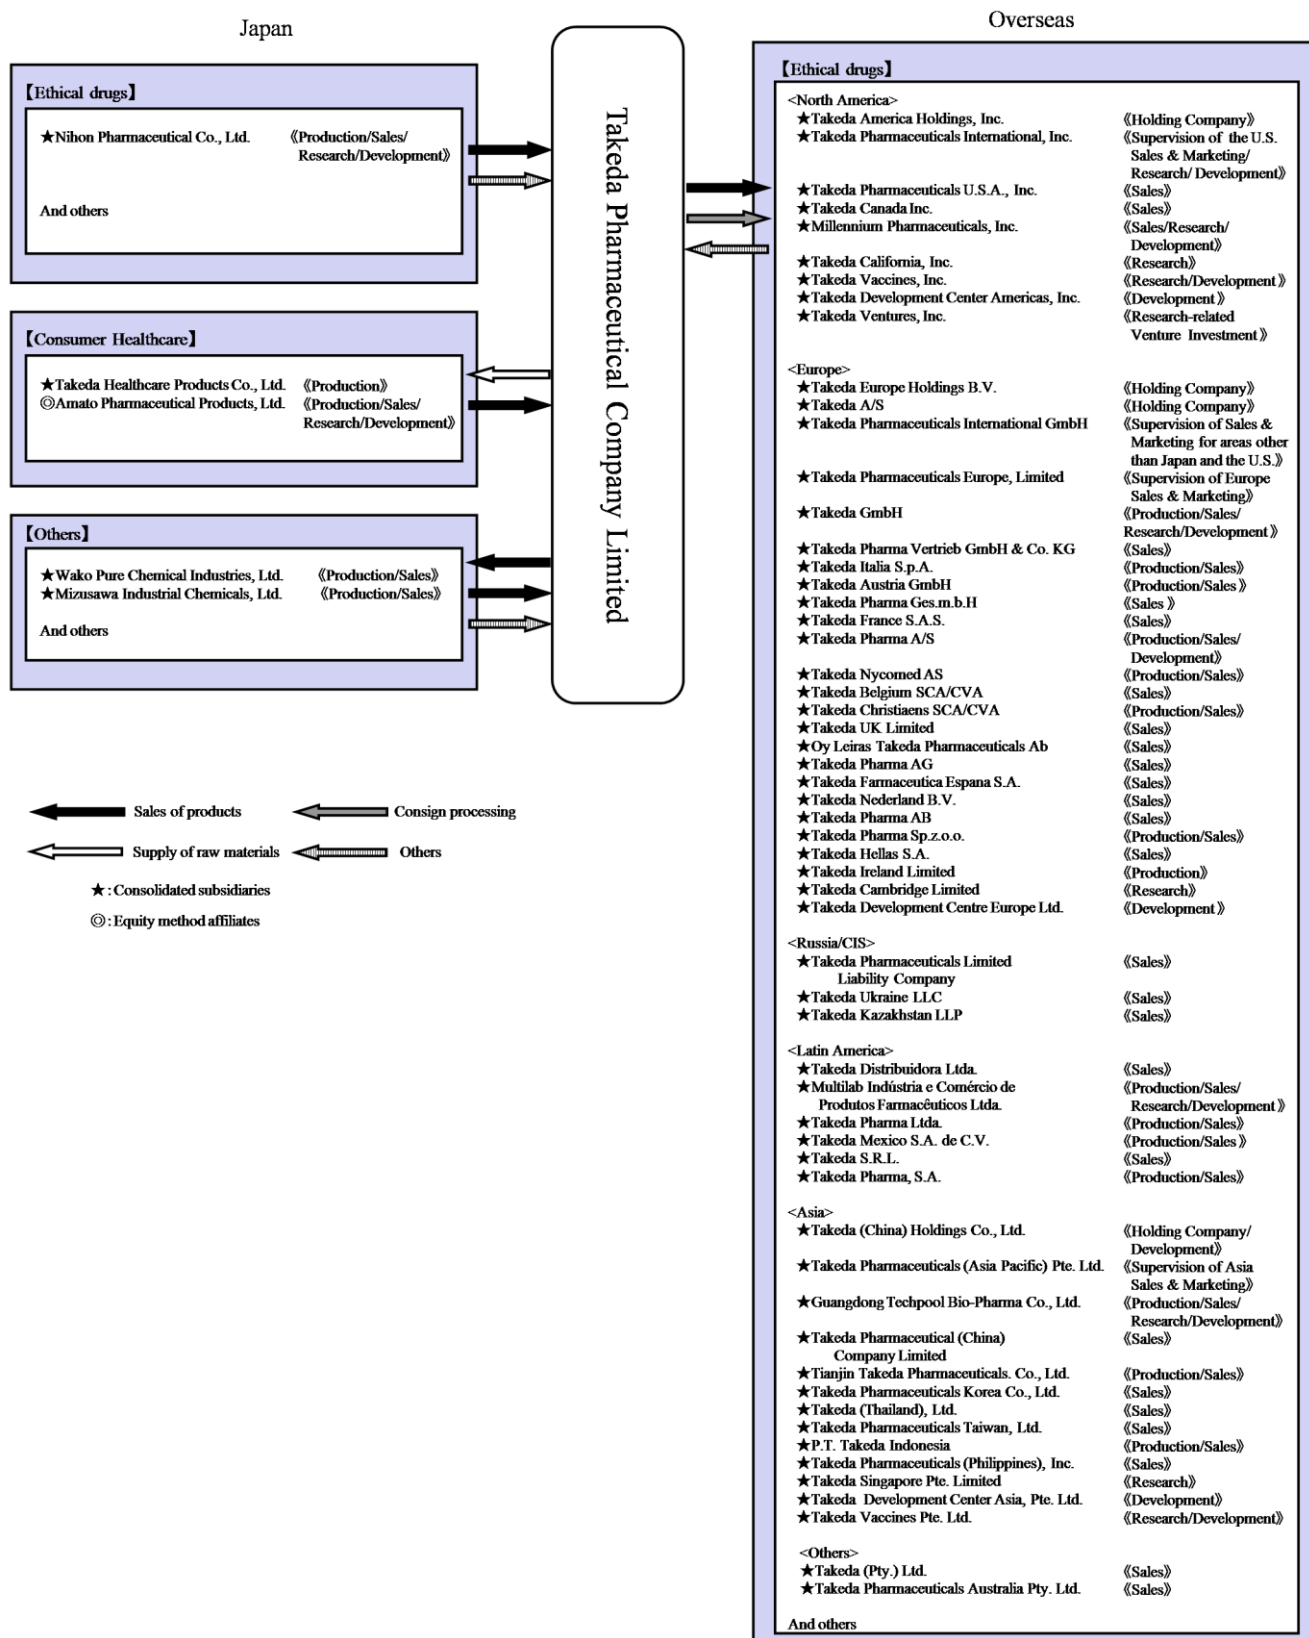 Japan
【Ethical drugs】
★Nihon Pharmaceutical Co., Ltd. 《Production/Sales/
Research/Development》
And others
【Consumer Healthcare】
★Takeda Healthcare Products Co., Ltd. 《Production》
◎Amato Pharmaceutical Products, Ltd. 《Production/Sales/
Research/Development》
【Others】
★Wako Pure Chemical Industries, Ltd. 《Production/Sales》
★Mizusawa Industrial Chemicals, Ltd. 《Production/Sales》
And others
Sales of products
Consign processing
Supply of raw materials
Others
★: Consolidated subsidiaries
◎: Equity method affiliates
Takeda Pharmaceutical Company Limited
Overseas
【Ethical drugs】
<North America>
★Takeda America Holdings, Inc. 《Holding Company》
★Takeda Pharmaceuticals International, Inc. 《Supervision of the U.S.
Sales & Marketing/
Research/ Development》
★Takeda Pharmaceuticals U.S.A., Inc. 《Sales》
★Takeda Canada Inc. 《Sales》
★Millennium Pharmaceuticals, Inc. 《Sales/Research/
Development》
★Takeda California, Inc. 《Research》
★Takeda Vaccines, Inc. 《Research/Development》
★Takeda Development Center Americas, Inc. 《Development》
★Takeda Ventures, Inc. 《Research-related
Venture Investment》
<Europe>
★Takeda Europe Holdings B.V. 《Holding Company》
★Takeda A/S 《Holding Company》
★Takeda Pharmaceuticals International GmbH 《Supervision of Sales &
Marketing for areas other
than Japan and the U.S.》
★Takeda Pharmaceuticals Europe, Limited 《Supervision of Europe
Sales & Marketing》
★Takeda GmbH 《Production/Sales/
Research/Development》
★Takeda Pharma Vertrieb GmbH & Co. KG 《Sales》
★Takeda Italia S.p.A. 《Production/Sales》
★Takeda Austria GmbH 《Production/Sales》
★Takeda Pharma Ges.m.b.H 《Sales》
★Takeda France S.A.S. 《Sales》
★Takeda Pharma A/S 《Production/Sales/
Development》
★Takeda Nycomed AS 《Production/Sales》
★Takeda Belgium SCA/CVA 《Sales》
★Takeda Christiaens SCA/CVA 《Production/Sales》
★Takeda UK Limited 《Sales》
★Oy Leiras Takeda Pharmaceuticals Ab 《Sales》
★Takeda Pharma AG 《Sales》
★Takeda Farmaceutica Espana S.A. 《Sales》
★Takeda Nederland B.V. 《Sales》
★Takeda Pharma AB 《Sales》
★Takeda Pharma Sp.z.o.o. 《Production/Sales》
★Takeda Hellas S.A. 《Sales》
★Takeda Ireland Limited 《Production》
★Takeda Cambridge Limited 《Research》
★Takeda Development Centre Europe Ltd. 《Development》
<Russia/CIS>
★Takeda Pharmaceuticals Limited 《Sales》
Liability Company
★Takeda Ukraine LLC 《Sales》
★Takeda Kazakhstan LLP 《Sales》
<Latin America>
★Takeda Distribuidora Ltda. 《Sales》
★Multilab Indústria e Comércio de 《Production/Sales/
Produtos Farmacêuticos Ltda. Research/Development》
★Takeda Pharma Ltda. 《Production/Sales》
★Takeda Mexico S.A. de C.V. 《Production/Sales》
★Takeda S.R.L. 《Sales》
★Takeda Pharma, S.A. 《Production/Sales》
<Asia>
★Takeda (China) Holdings Co., Ltd. 《Holding Company/
Development》
★Takeda Pharmaceuticals (Asia Pacific) Pte. Ltd. 《Supervision of Asia
Sales & Marketing》
★Guangdong Techpool Bio-Pharma Co., Ltd. 《Production/Sales/
Research/Development》
★Takeda Pharmaceutical (China) 《Sales》
Company Limited
★Tianjin Takeda Pharmaceuticals. Co., Ltd. 《Production/Sales》
★Takeda Pharmaceuticals Korea Co., Ltd. 《Sales》
★Takeda (Thailand), Ltd. 《Sales》
★Takeda Pharmaceuticals Taiwan, Ltd. 《Sales》
★P.T. Takeda Indonesia 《Production/Sales》
★Takeda Pharmaceuticals (Philippines), Inc. 《Sales》
★Takeda Singapore Pte. Limited 《Research》
★Takeda Development Center Asia, Pte. Ltd. 《Development》
★Takeda Vaccines Pte. Ltd. 《Research/Development》
<Others>
★Takeda (Pty.) Ltd. 《Sales》
★Takeda Pharmaceuticals Australia Pty. Ltd. 《Sales》
And others